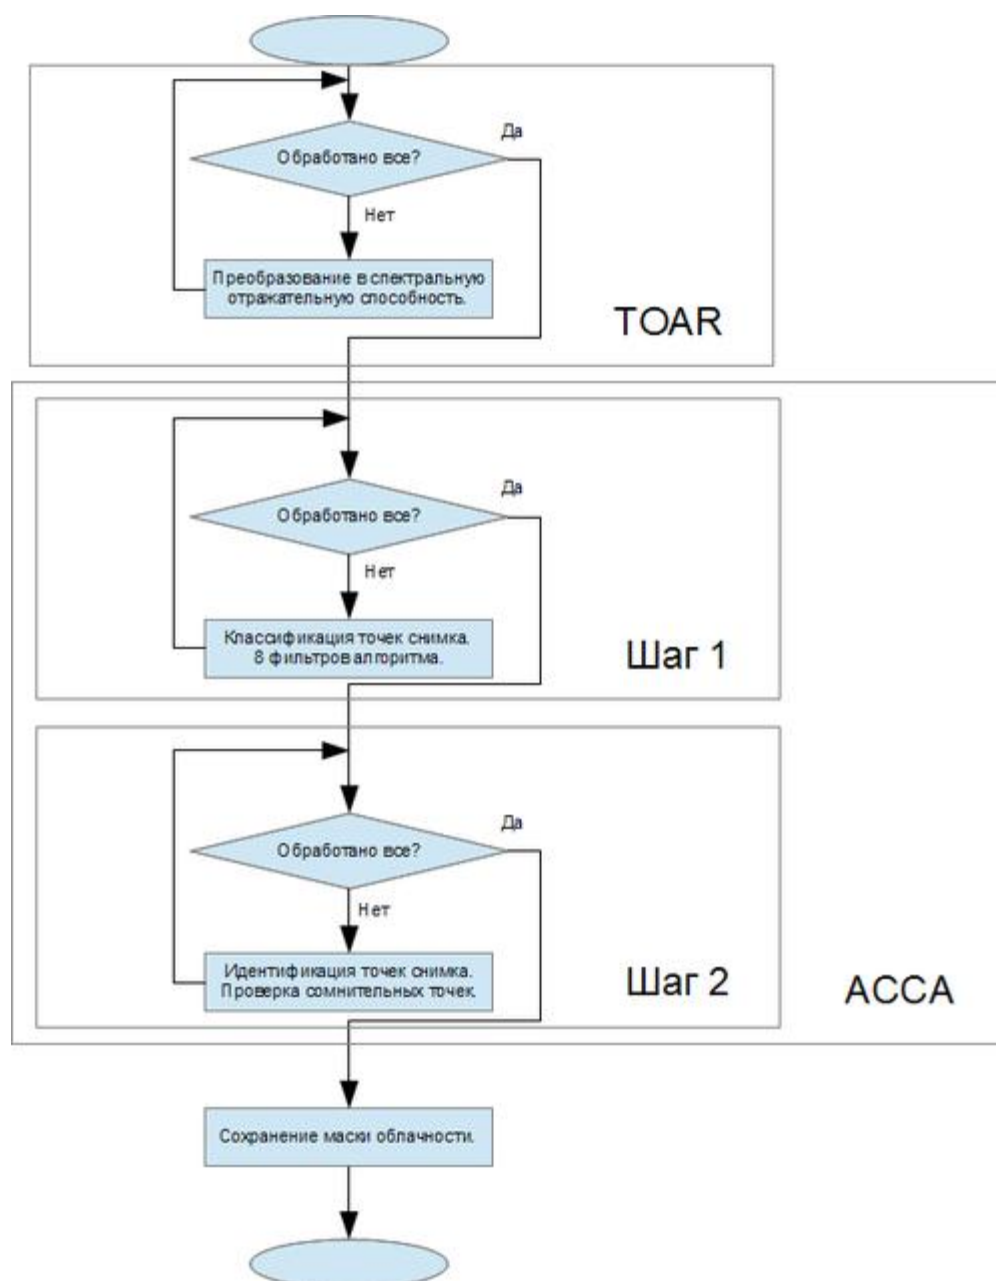 Да
Обработано все?
Нет
Преобразование в спектральную
отражательную способность.
TOAR
Да
Обработано все?
Нет
Классификация точек снимка.
8 фильтров алгоритма.
Шаг 1
Да
Обработано все?
Нет
Идентификация точек снимка.
Проверка сомнительных точек.
Шаг 2
ACCA
Сохранение маски облачности.